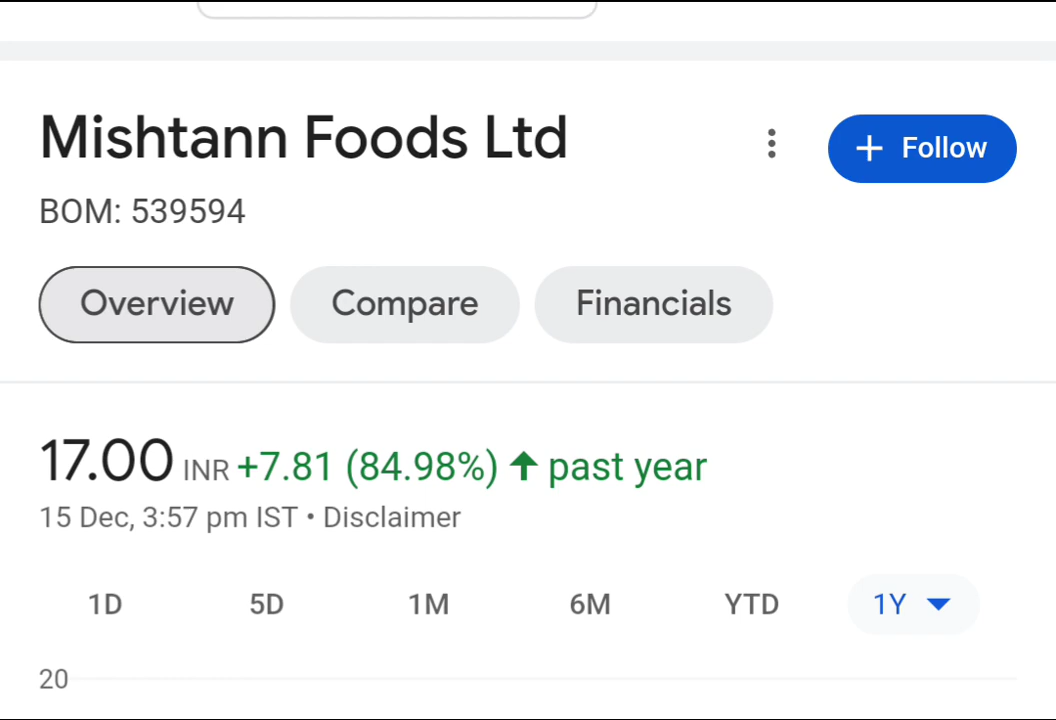 Mishtann Foods Ltd
+ Follow
BOM: 539594
Overview Compare Financials
17.00 INR +7.81 (84.98%) ↑ past year
15 Dec, 3:57 pm IST • Disclaimer
1D 5D 1M 6M YTD 1Y
20